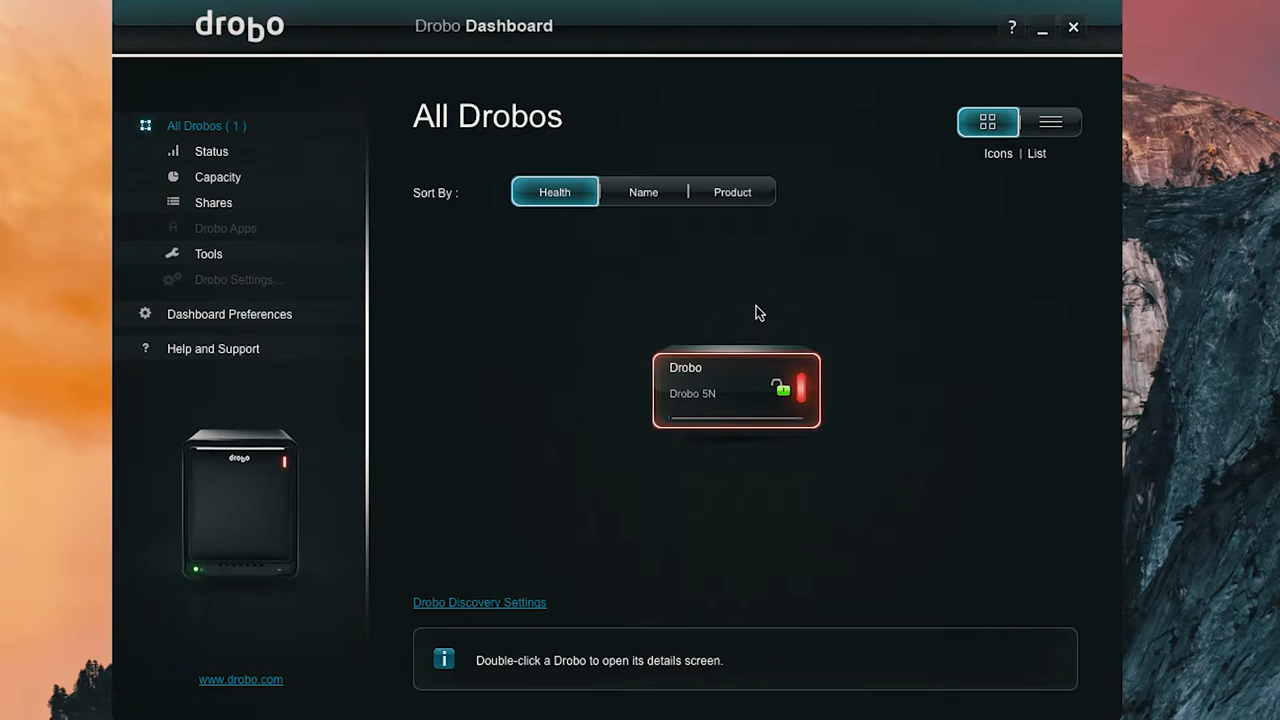 drobo
Drobo Dashboard
?
All Drobos ( 1 )
Status
Capacity
Shares
Drobo Apps
Tools
Drobo Settings...
Dashboard Preferences
? Help and Support
drobo
www.drobo.com
All Drobos
Icons | List
Sort By :
Health
Name
Product
Drobo
Drobo 5N
Drobo Discovery Settings
i Double-click a Drobo to open its details screen.